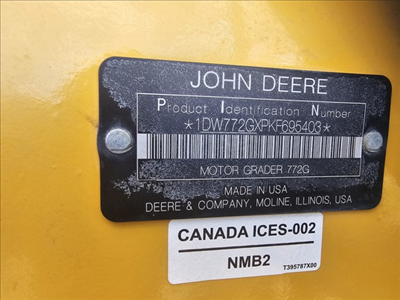 JOHN DEERE
Product Identification Number
*1DW772GXPKF695403*
MOTOR GRADER 772G
MADE IN USA
DEERE & COMPANY, MOLINE, ILLINOIS, USA
CANADA ICES-002
NMB2
T395787X00